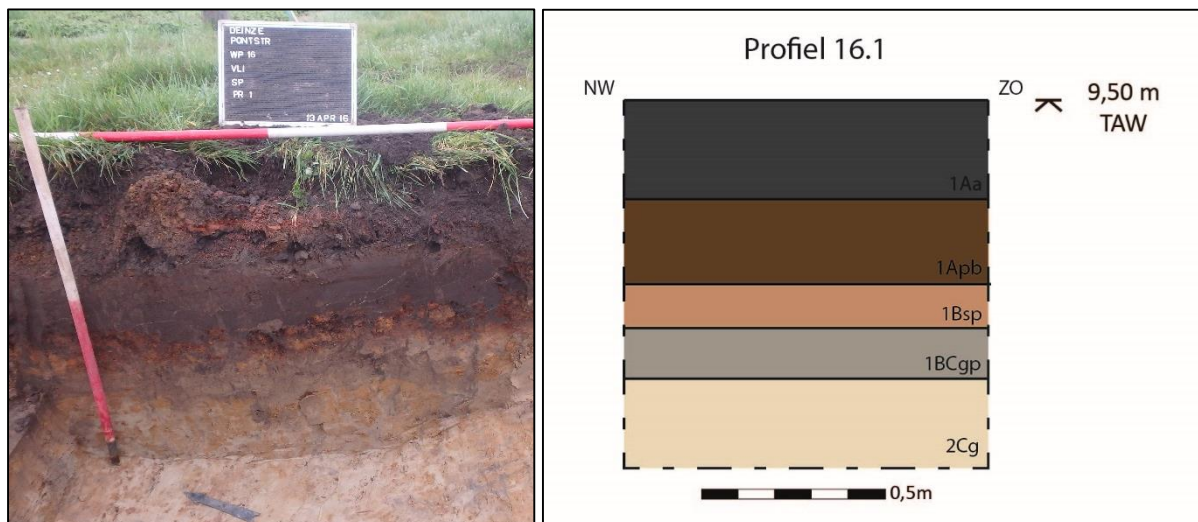 DEINZE
PONTSTR
WP 16
VLI
SP
PR 1
13 APR 16
Profiel 16.1
NW
ZO
9,50 m
TAW
1Aa
1Apb
1Bsp
1BCgp
2Cg
0,5m